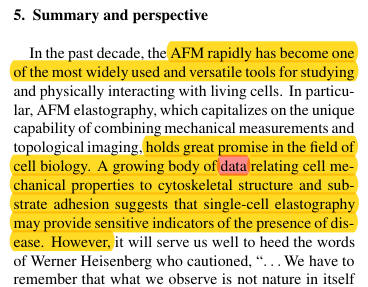 5. Summary and perspective
In the past decade, the AFM rapidly has become one
of the most widely used and versatile tools for studying
and physically interacting with living cells. In particu-
lar, AFM elastography, which capitalizes on the unique
capability of combining mechanical measurements and
topological imaging, holds great promise in the field of
cell biology. A growing body of data relating cell me-
chanical properties to cytoskeletal structure and sub-
strate adhesion suggests that single-cell elastography
may provide sensitive indicators of the presence of dis-
ease. However, it will serve us well to heed the words
of Werner Heisenberg who cautioned, “. . . We have to
remember that what we observe is not nature in itself